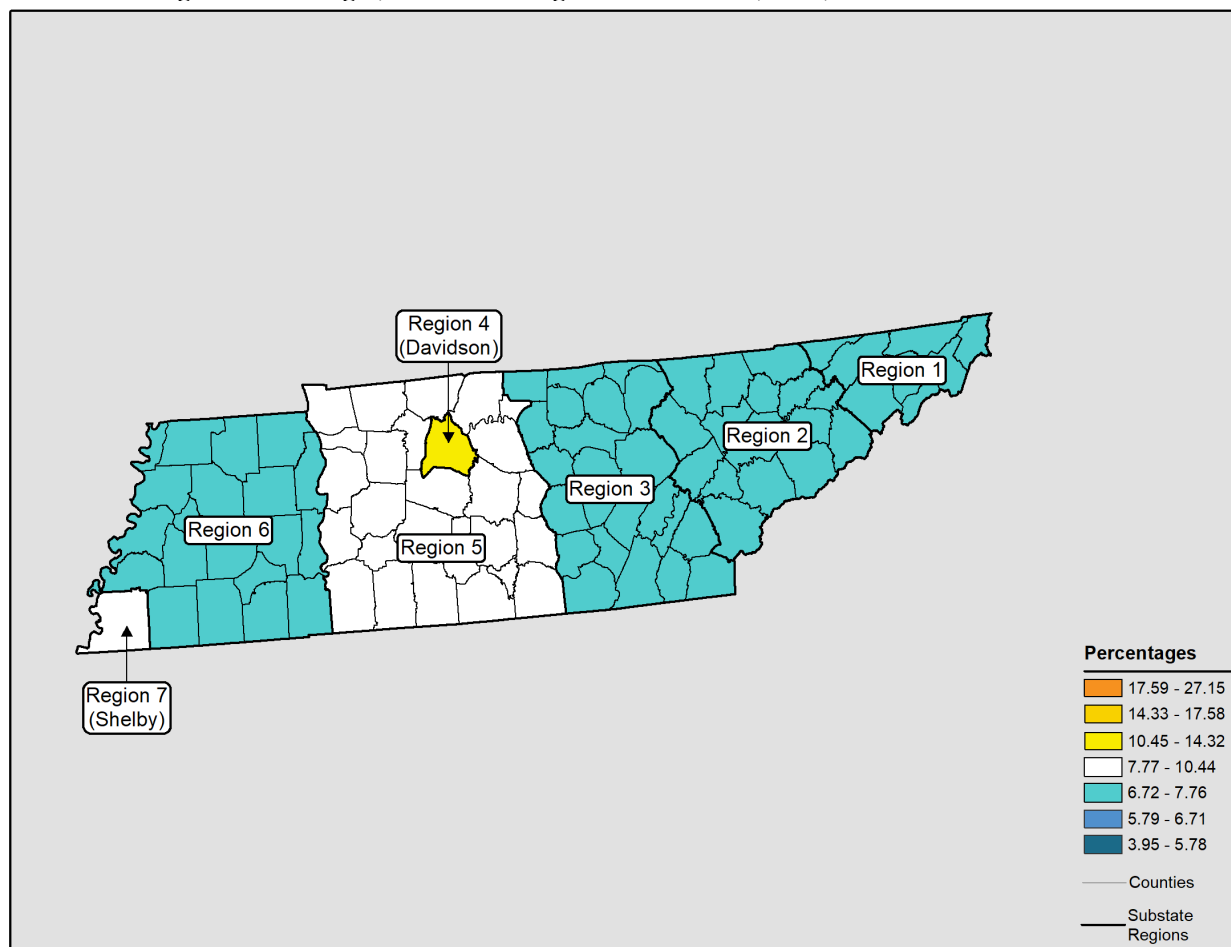 Region 4
(Davidson)
Region 1
Region 2
Region 3
Region 6
Region 5
Region 7
(Shelby)
Percentages
17.59 - 27.15
14.33 - 17.58
10.45 - 14.32
7.77 - 10.44
6.72 - 7.76
5.79 - 6.71
3.95 - 5.78
Counties
Substate
Regions